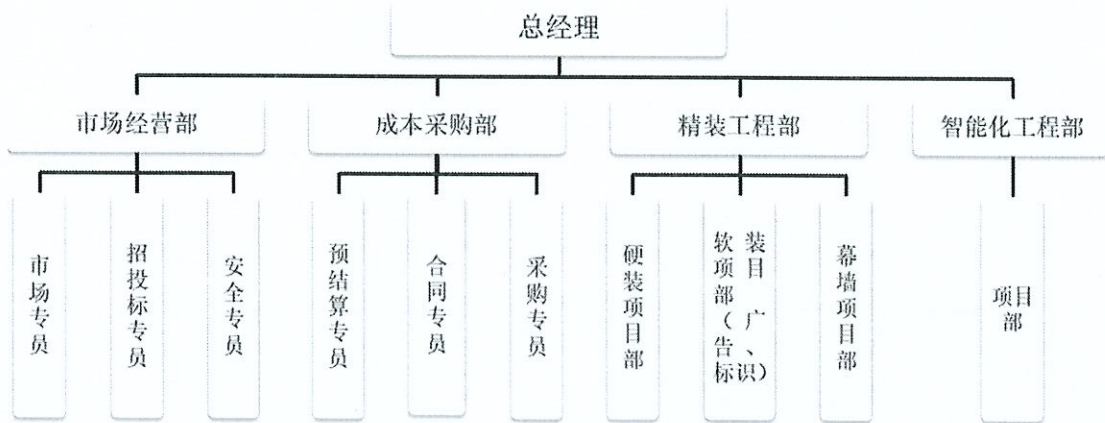 总经理
市场经营部
成本采购部
精装工程部
智能化工程部
市场专员
招投标专员
安全专员
预结算专员
合同专员
采购专员
硬装项目部
软装
项目
部
（广
告、
标识）
幕墙项目部
项目
部